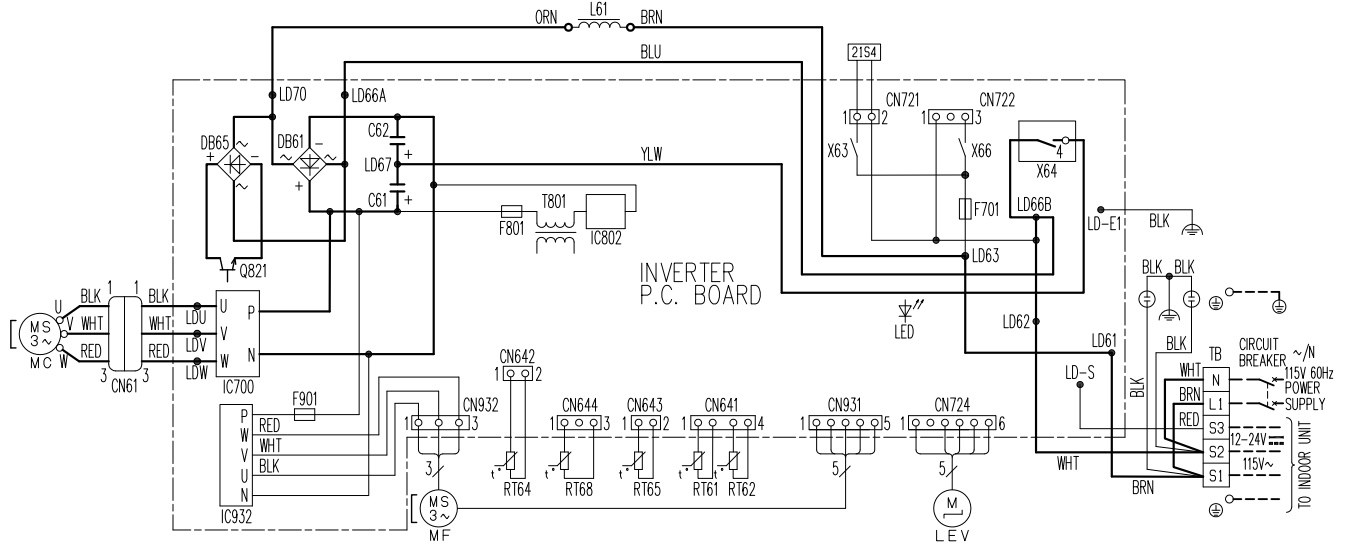 ORN L61 BRN
BLU
21S4
LD70 LD66A
CN721 CN722
1 2 1 3
DB65 ~ + - ~
DB61 - ~ ~ +
C62 +
LD67
C61 +
YLW
X63 X66
4
X64
T801
F801
IC802
F701
LD66B
LD-E1
BLK
Q821
LD63
INVERTER
P.C. BOARD
LED
BLK BLK
U BLK 1 1 BLK LDU U P
MS 3~ V WHT WHT LDV V
MC W RED RED LDW W N
3 CN61 3
IC700
LD62
LD61
BLK
BLK
TB
CIRCUIT
BREAKER ~/N
115V 60Hz
POWER
SUPPLY
WHT N
BRN L1
RED S3
12-24V S2
115V~ S1
TO INDOOR UNIT
LD-S
CN642
1 2
F901
P
W RED
V WHT
U BLK
N
IC932
CN932
1 3
3
CN644
1 3
CN643
1 2
CN641
1 4
CN931
1 5
5
CN724
1 6
5
t° RT64
t° RT68
t° RT65
t° RT61
t° RT62
WHT
BRN
MS
3~
MF
M
LEV